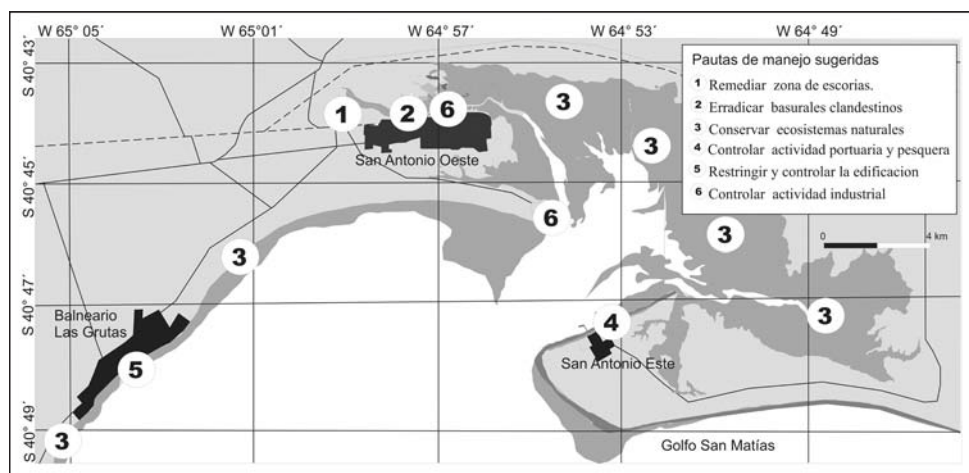 W 65° 05´ W 65° 01´ W 64° 57´ W 64° 53´ W 64° 49´
S 40° 43´
S 40° 45´
S 40° 47´
S 40° 49´
Pautas de manejo sugeridas
1 Remediar zona de escorias.
2 Erradicar basurales clandestinos
3 Conservar ecosistemas naturales
4 Controlar actividad portuaria y pesquera
5 Restringir y controlar la edificacion
6 Controlar actividad industrial
0 4 km
1 2 6 3
San Antonio Oeste
3
6
3
3
Balneario
Las Grutas
4
3
San Antonio Este
5
3
Golfo San Matías